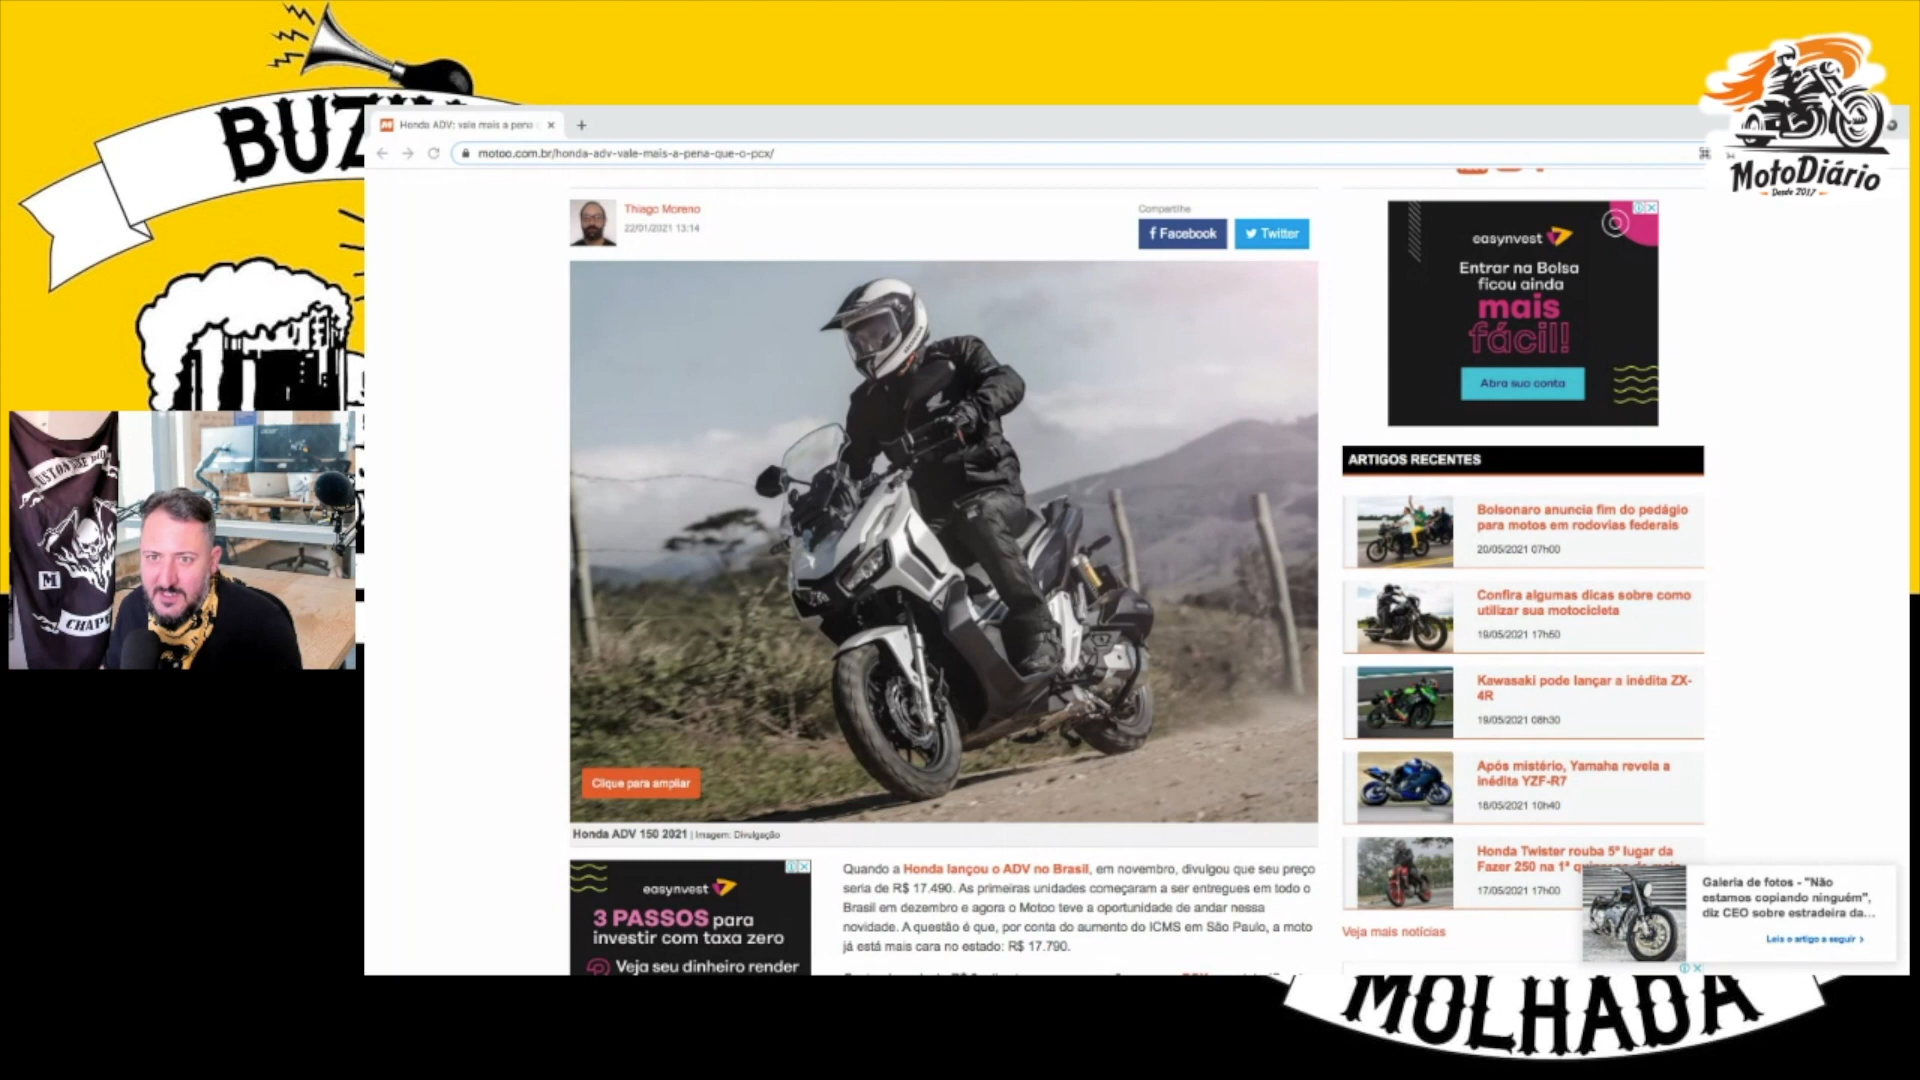 BUZI
MotoDiário
Desde 2017
Honda ADV: vale mais a pena
motoo.com.br/honda-adv-vale-mais-a-pena-que-o-pcx/
Thiago Moreno
22/01/2021 13:14
Compartilhe
Facebook
Twitter
Clique para ampliar
Honda ADV 150 2021 | Imagem: Divulgação
easynvest
3 PASSOS para
investir com taxa zero
Veja seu dinheiro render
Quando a Honda lançou o ADV no Brasil, em novembro, divulgou que seu preço
seria de R$ 17.490. As primeiras unidades começaram a ser entregues em todo o
Brasil em dezembro e agora o Motoo teve a oportunidade de andar nessa
novidade. A questão é que, por conta do aumento do ICMS em São Paulo, a moto
já está mais cara no estado: R$ 17.790.
easynvest
Entrar na Bolsa
ficou ainda
mais
fácil!
Abra sua conta
ARTIGOS RECENTES
Bolsonaro anuncia fim do pedágio
para motos em rodovias federais
20/05/2021 07h00
Confira algumas dicas sobre como
utilizar sua motocicleta
19/05/2021 17h50
Kawasaki pode lançar a inédita ZX-
4R
19/05/2021 08h30
Após mistério, Yamaha revela a
inédita YZF-R7
18/05/2021 10h40
Honda Twister rouba 5º lugar da
Fazer 250 na 1ª
17/05/2021 17h00
Veja mais notícias
Galeria de fotos - "Não
estamos copiando ninguém",
diz CEO sobre estradeira da...
Leia o artigo a seguir >
M
CHAPE
MOLHADA